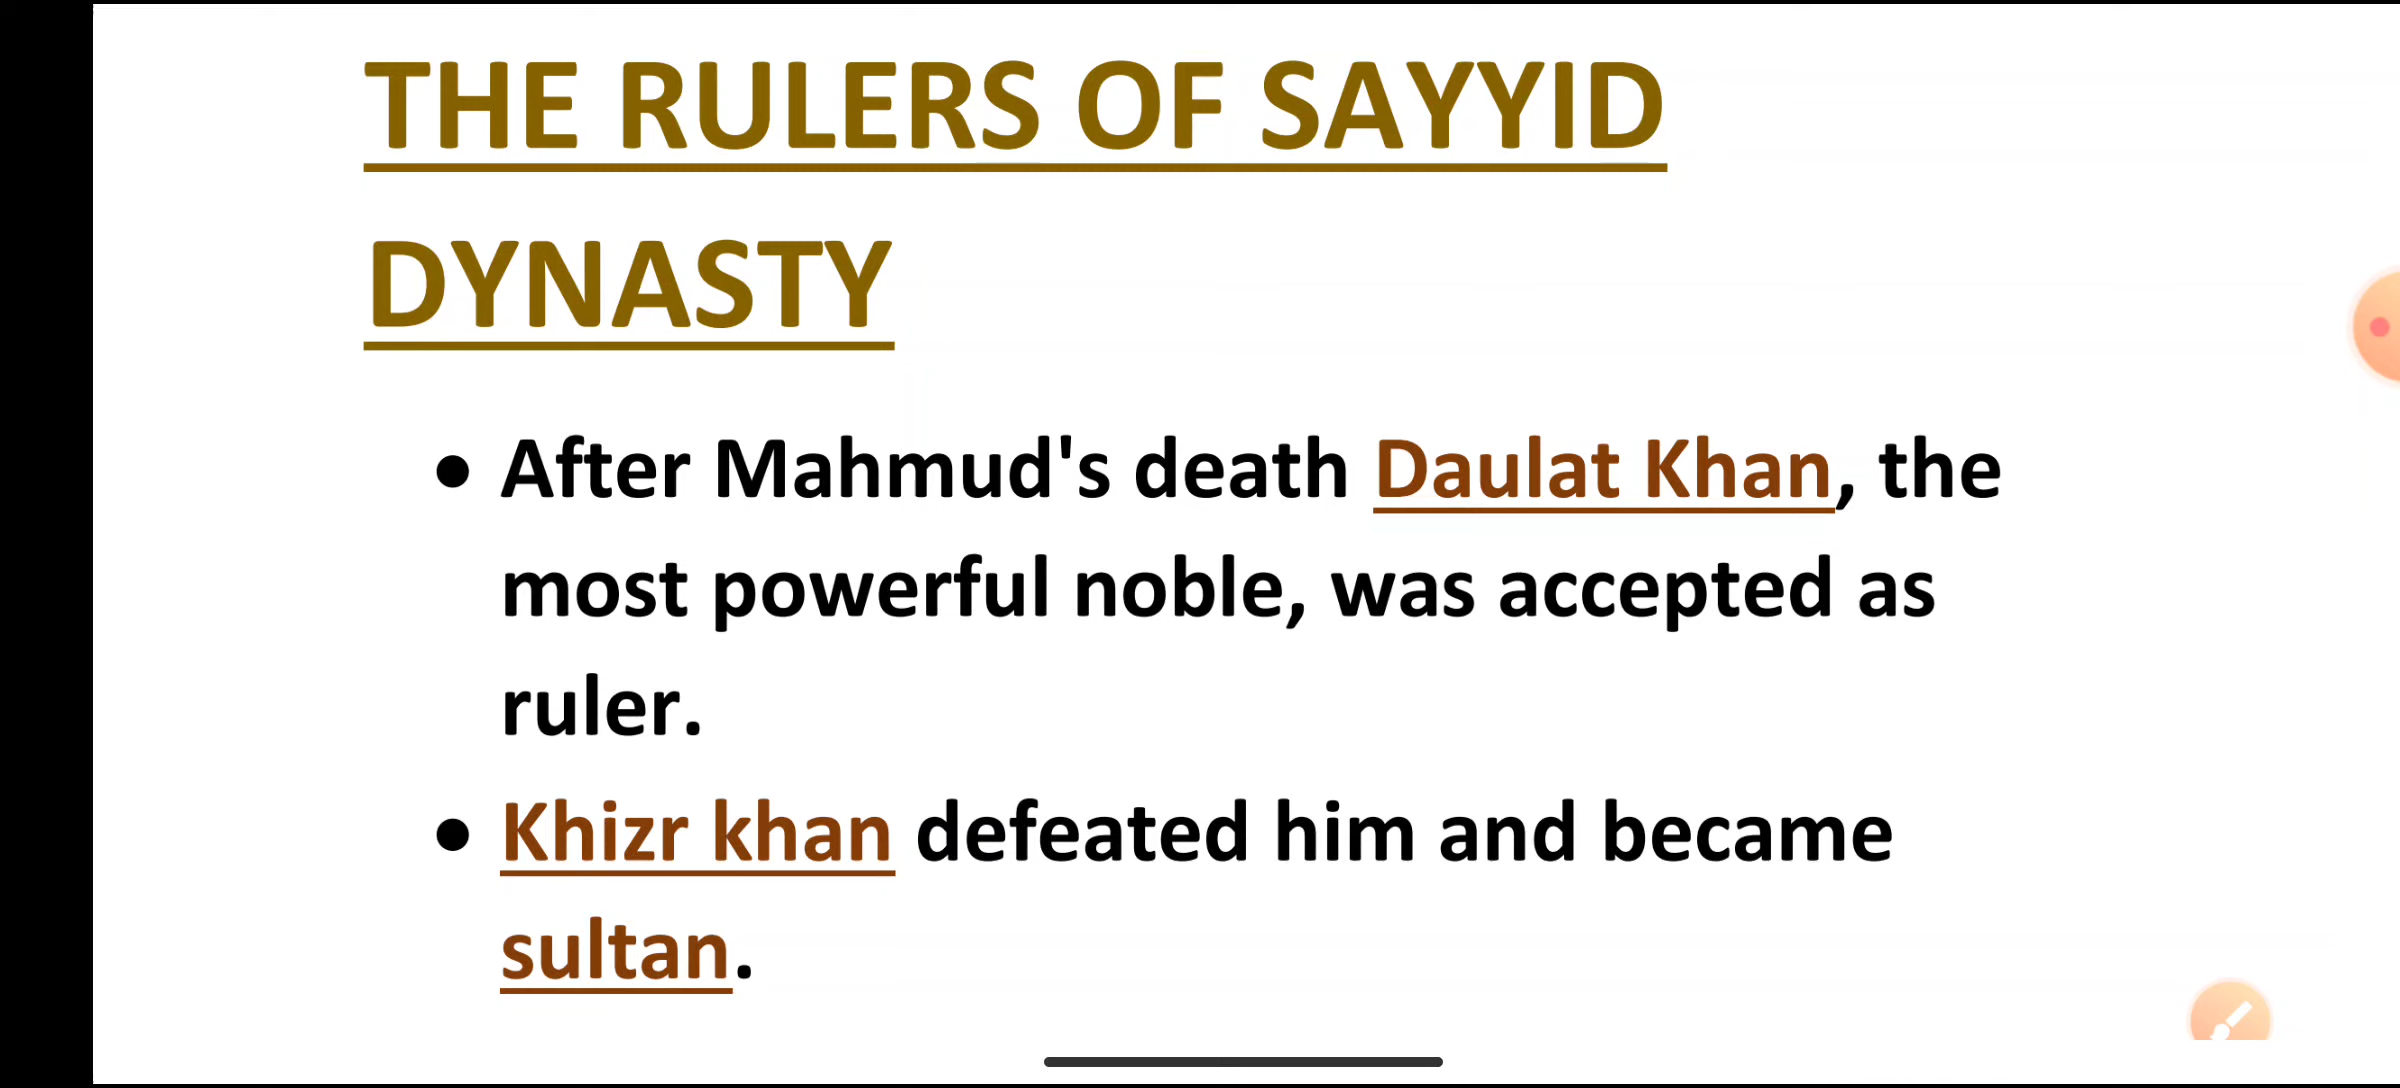 THE RULERS OF SAYYID
DYNASTY
• After Mahmud's death Daulat Khan, the
most powerful noble, was accepted as
ruler.
• Khizr khan defeated him and became
sultan.